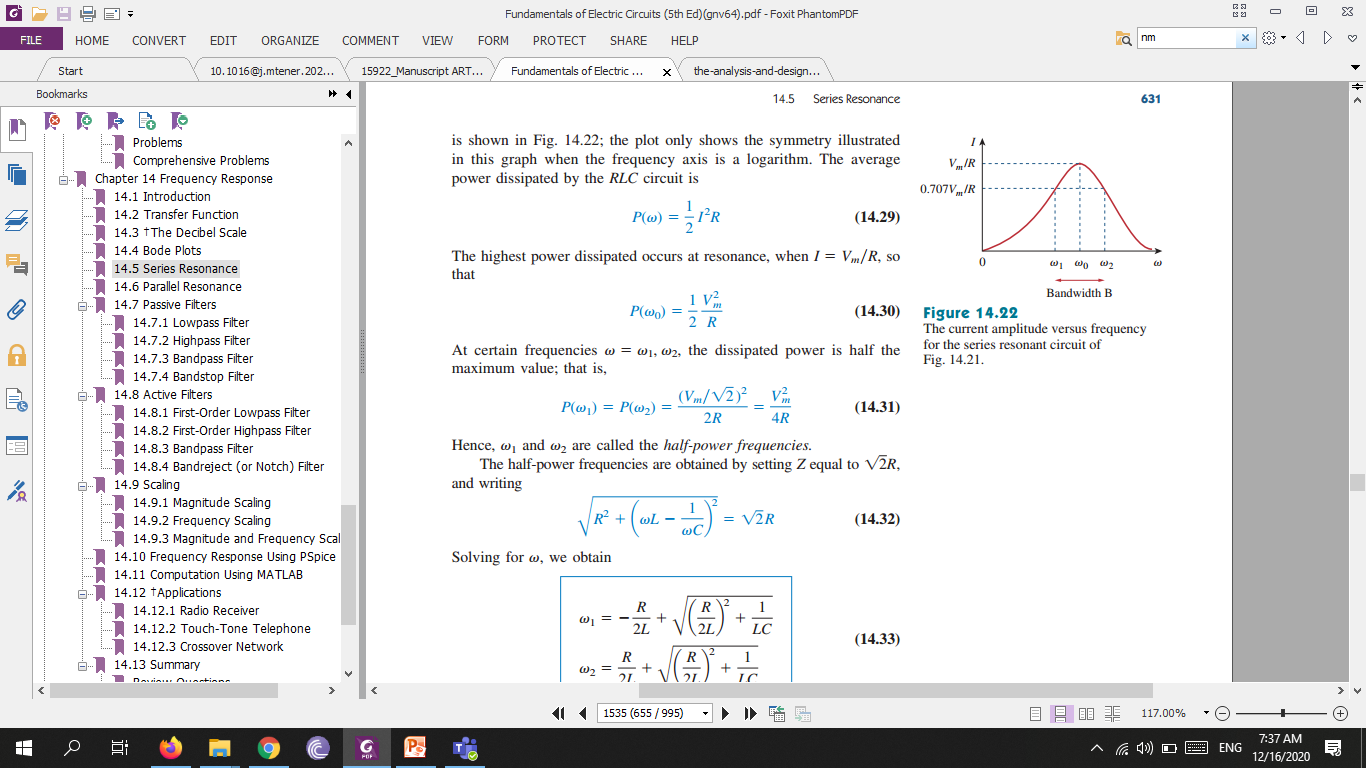 Fundamentals of Electric Circuits (5th Ed)(gnv64).pdf - Foxit PhantomPDF
FILE HOME CONVERT EDIT ORGANIZE COMMENT VIEW FORM PROTECT SHARE HELP
nm
Start
10.1016@j.mtener.202...
15922_Manuscript ART...
Fundamentals of Electric ...
the-analysis-and-design...
Bookmarks
Problems
Comprehensive Problems
Chapter 14 Frequency Response
14.1 Introduction
14.2 Transfer Function
14.3 †The Decibel Scale
14.4 Bode Plots
14.5 Series Resonance
14.6 Parallel Resonance
14.7 Passive Filters
14.7.1 Lowpass Filter
14.7.2 Highpass Filter
14.7.3 Bandpass Filter
14.7.4 Bandstop Filter
14.8 Active Filters
14.8.1 First-Order Lowpass Filter
14.8.2 First-Order Highpass Filter
14.8.3 Bandpass Filter
14.8.4 Bandreject (or Notch) Filter
14.9 Scaling
14.9.1 Magnitude Scaling
14.9.2 Frequency Scaling
14.9.3 Magnitude and Frequency Scal
14.10 Frequency Response Using PSpice
14.11 Computation Using MATLAB
14.12 †Applications
14.12.1 Radio Receiver
14.12.2 Touch-Tone Telephone
14.12.3 Crossover Network
14.13 Summary
Review Questions
14.5 Series Resonance 631
is shown in Fig. 14.22; the plot only shows the symmetry illustrated
in this graph when the frequency axis is a logarithm. The average
power dissipated by the RLC circuit is
P(ω) = 1/2 I²R (14.29)
The highest power dissipated occurs at resonance, when I = Vm/R, so
that
P(ω0) = 1/2 Vm²/R (14.30)
At certain frequencies ω = ω1, ω2, the dissipated power is half the
maximum value; that is,
P(ω1) = P(ω2) = (Vm/√2)²/2R = Vm²/4R (14.31)
Hence, ω1 and ω2 are called the half-power frequencies.
The half-power frequencies are obtained by setting Z equal to √2R,
and writing
√(R² + (ωL − 1/ωC)²) = √2 R (14.32)
Solving for ω, we obtain
ω1 = −R/2L + √((R/2L)² + 1/LC)
(14.33)
ω2 = R/2L + √((R/2L)² + 1/LC)
I
Vm/R
0.707Vm/R
0 ω1 ω0 ω2 ω
Bandwidth B
Figure 14.22
The current amplitude versus frequency
for the series resonant circuit of
Fig. 14.21.
1535 (655 / 995)
117.00%
ENG
7:37 AM
12/16/2020